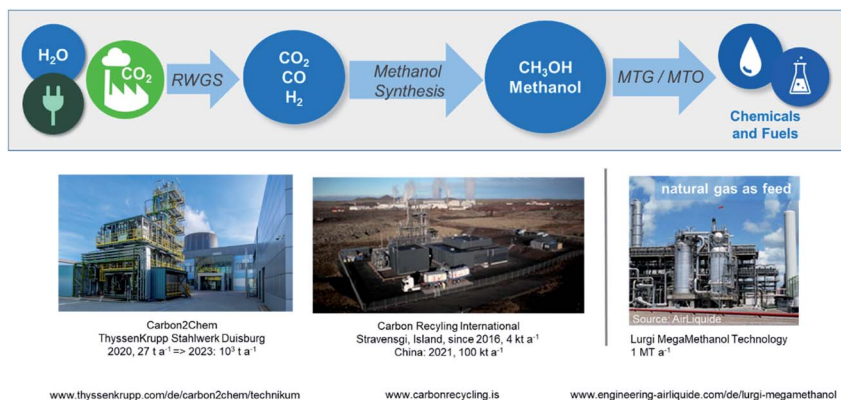 H₂O
CO₂
RWGS
CO₂
CO
H₂
Methanol
Synthesis
CH₃OH
Methanol
MTG / MTO
Chemicals
and Fuels
natural gas as feed
Source: AirLiquide
Carbon2Chem
ThyssenKrupp Stahlwerk Duisburg
2020, 27 t a⁻¹ => 2023: 10³ t a⁻¹
Carbon Recyling International
Stravensgi, Island, since 2016, 4 kt a⁻¹
China: 2021, 100 kt a⁻¹
Lurgi MegaMethanol Technology
1 MT a⁻¹
www.thyssenkrupp.com/de/carbon2chem/technikum
www.carbonrecycling.is
www.engineering-airliquide.com/de/lurgi-megamethanol